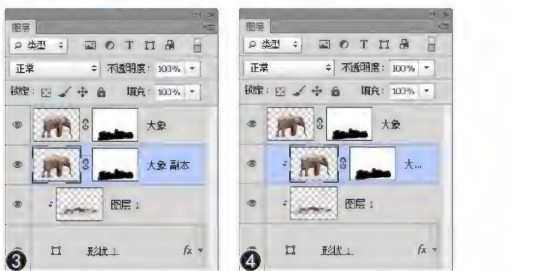 图层
类型
T
正常
不透明度: 100%
锁定:
填充: 100%
大象
大象 副本
图层 1
形状 1
fx
3
图层
类型
T
正常
不透明度: 100%
锁定:
填充: 100%
大象
大...
图层 1
形状 1
fx
4